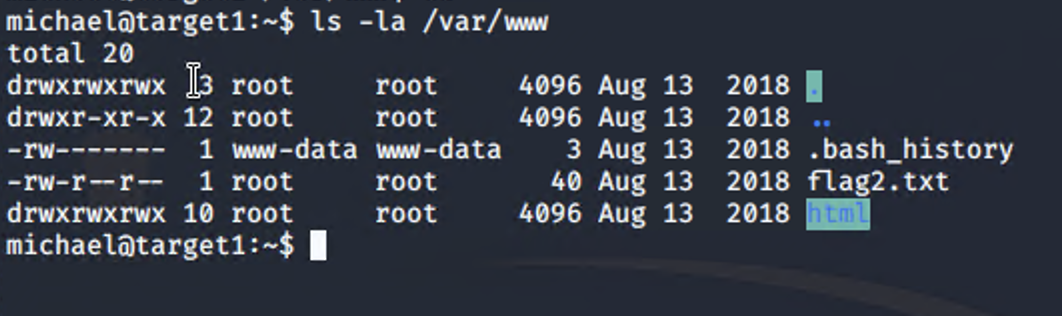 michael@target1:~$ ls -la /var/www
total 20
drwxrwxrwx  3 root     root     4096 Aug 13  2018 .
drwxr-xr-x 12 root     root     4096 Aug 13  2018 ..
-rw-------  1 www-data www-data    3 Aug 13  2018 .bash_history
-rw-r--r--  1 root     root       40 Aug 13  2018 flag2.txt
drwxrwxrwx 10 root     root     4096 Aug 13  2018 html
michael@target1:~$